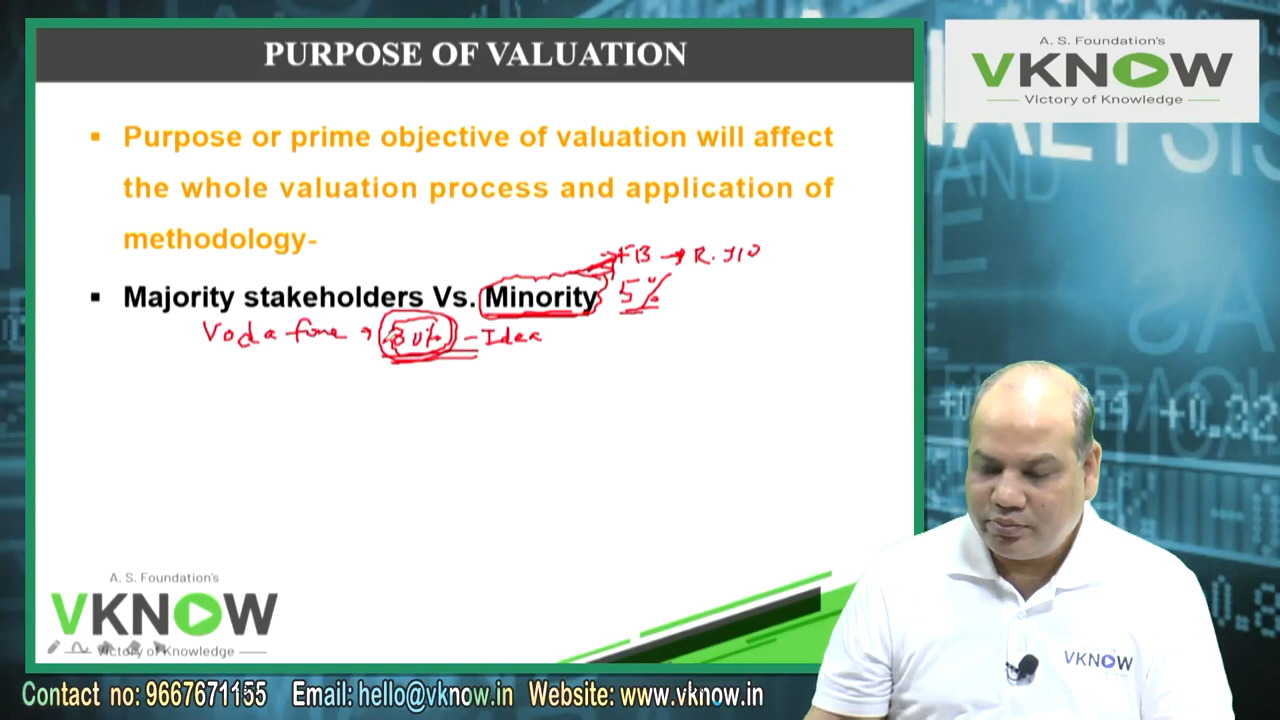 PURPOSE OF VALUATION
A. S. Foundation's
VKNOW
Victory of Knowledge
▪ Purpose or prime objective of valuation will affect
the whole valuation process and application of
methodology-
FB → R. JIO
▪ Majority stakeholders Vs. Minority 5%
Vodafone, 30% - Idea
A. S. Foundation's
VKNOW
Victory of Knowledge
VKNOW
Contact no: 9667671155 Email: hello@vknow.in Website: www.vknow.in